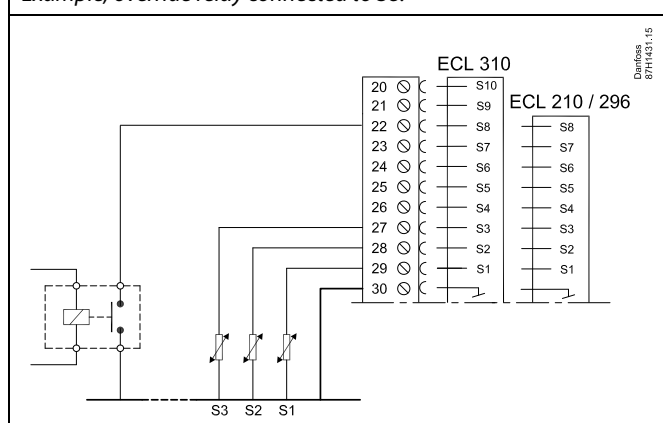 Example, override relay connected to S8:
Danfoss
87H1431.15
ECL 310
ECL 210 / 296
20 S10
21 S9
22 S8 S8
23 S7 S7
24 S6 S6
25 S5 S5
26 S4 S4
27 S3 S3
28 S2 S2
29 S1 S1
30
S3 S2 S1